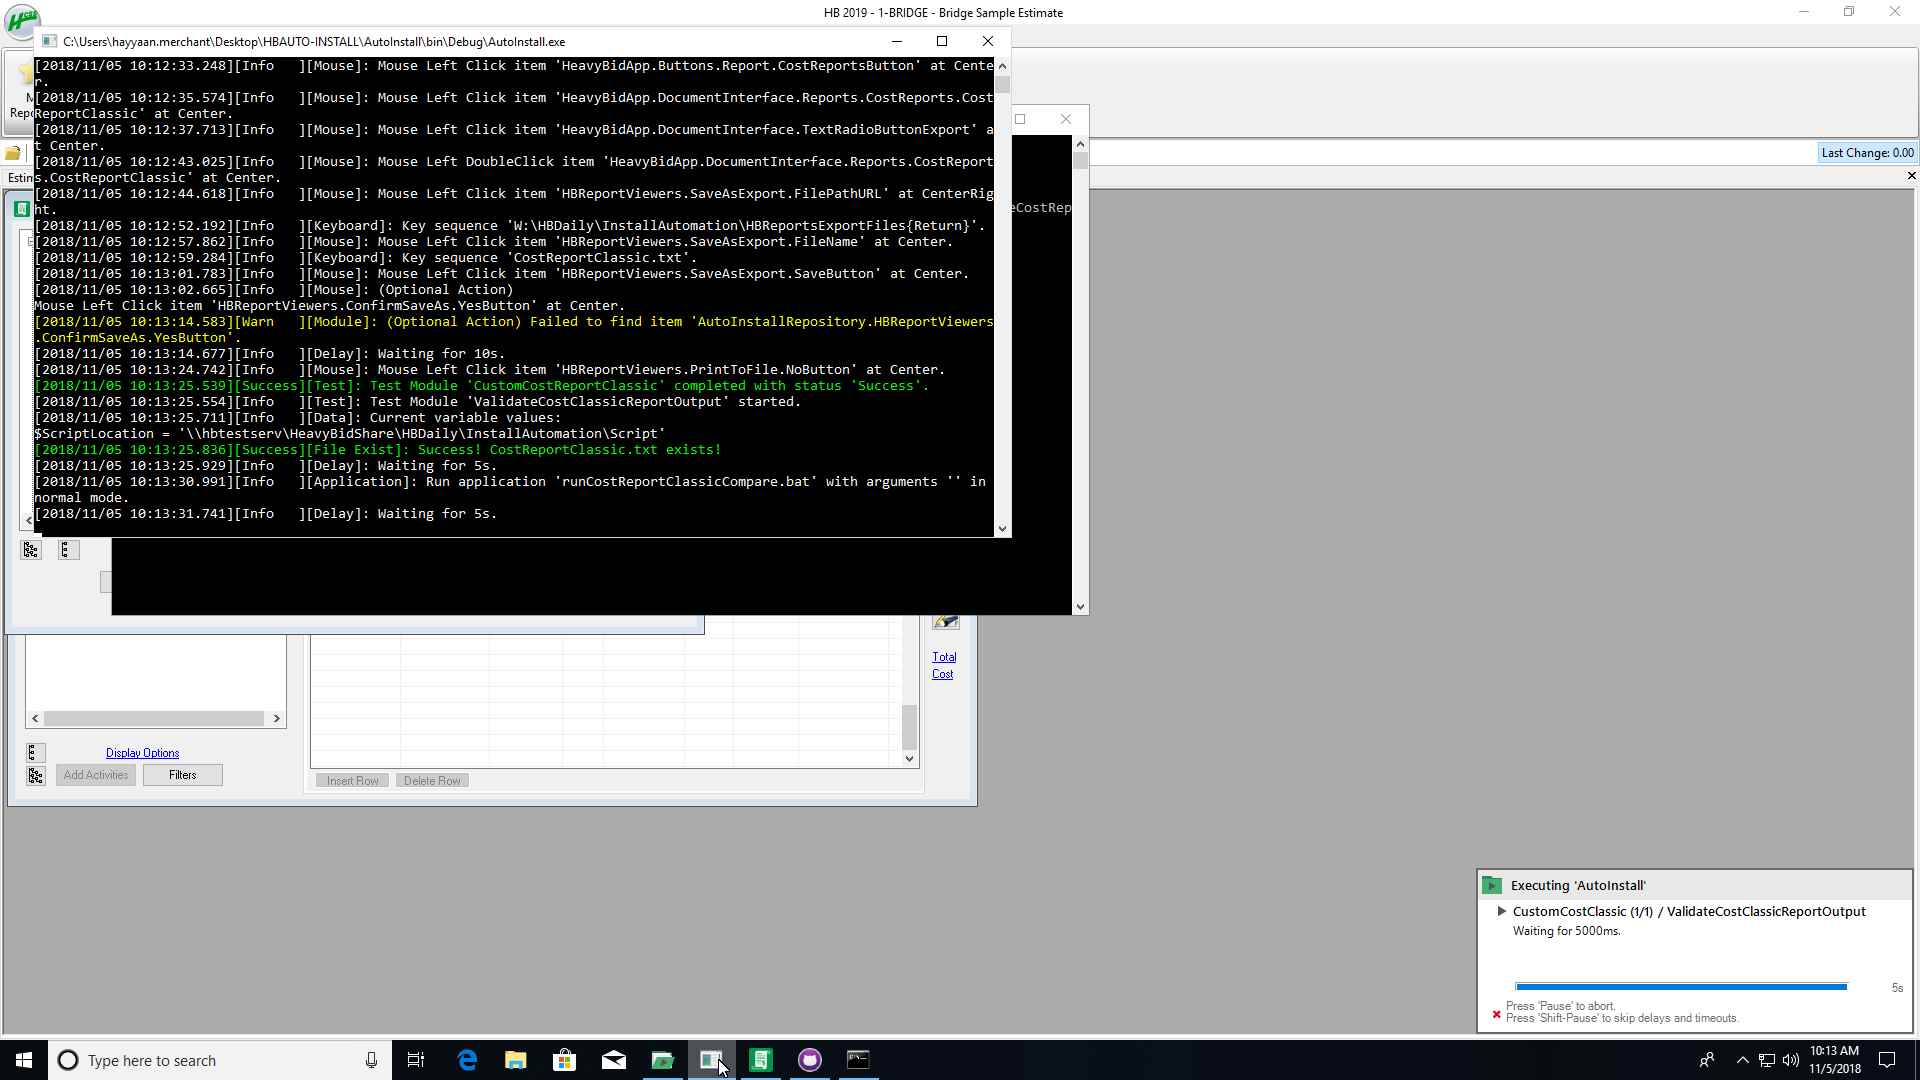 HB 2019 - 1-BRIDGE - Bridge Sample Estimate
C:\Users\hayyaan.merchant\Desktop\HBAUTO-INSTALL\AutoInstall\bin\Debug\AutoInstall.exe
[2018/11/05 10:12:33.248][Info   ][Mouse]: Mouse Left Click item 'HeavyBidApp.Buttons.Report.CostReportsButton' at Cente
r.
[2018/11/05 10:12:35.574][Info   ][Mouse]: Mouse Left Click item 'HeavyBidApp.DocumentInterface.Reports.CostReports.Cost
ReportClassic' at Center.
[2018/11/05 10:12:37.713][Info   ][Mouse]: Mouse Left Click item 'HeavyBidApp.DocumentInterface.TextRadioButtonExport' a
t Center.
[2018/11/05 10:12:43.025][Info   ][Mouse]: Mouse Left DoubleClick item 'HeavyBidApp.DocumentInterface.Reports.CostReport
s.CostReportClassic' at Center.
[2018/11/05 10:12:44.618][Info   ][Mouse]: Mouse Left Click item 'HBReportViewers.SaveAsExport.FilePathURL' at CenterRig
ht.
[2018/11/05 10:12:52.192][Info   ][Keyboard]: Key sequence 'W:\HBDaily\InstallAutomation\HBReportsExportFiles{Return}'.
[2018/11/05 10:12:57.862][Info   ][Mouse]: Mouse Left Click item 'HBReportViewers.SaveAsExport.FileName' at Center.
[2018/11/05 10:12:59.284][Info   ][Keyboard]: Key sequence 'CostReportClassic.txt'.
[2018/11/05 10:13:01.783][Info   ][Mouse]: Mouse Left Click item 'HBReportViewers.SaveAsExport.SaveButton' at Center.
[2018/11/05 10:13:02.665][Info   ][Mouse]: (Optional Action)
Mouse Left Click item 'HBReportViewers.ConfirmSaveAs.YesButton' at Center.
[2018/11/05 10:13:14.583][Warn   ][Module]: (Optional Action) Failed to find item 'AutoInstallRepository.HBReportViewers
.ConfirmSaveAs.YesButton'.
[2018/11/05 10:13:14.677][Info   ][Delay]: Waiting for 10s.
[2018/11/05 10:13:24.742][Info   ][Mouse]: Mouse Left Click item 'HBReportViewers.PrintToFile.NoButton' at Center.
[2018/11/05 10:13:25.539][Success][Test]: Test Module 'CustomCostReportClassic' completed with status 'Success'.
[2018/11/05 10:13:25.554][Info   ][Test]: Test Module 'ValidateCostClassicReportOutput' started.
[2018/11/05 10:13:25.711][Info   ][Data]: Current variable values:
$ScriptLocation = '\\hbtestserv\HeavyBidShare\HBDaily\InstallAutomation\Script'
[2018/11/05 10:13:25.836][Success][File Exist]: Success! CostReportClassic.txt exists!
[2018/11/05 10:13:25.929][Info   ][Delay]: Waiting for 5s.
[2018/11/05 10:13:30.991][Info   ][Application]: Run application 'runCostReportClassicCompare.bat' with arguments '' in
normal mode.
[2018/11/05 10:13:31.741][Info   ][Delay]: Waiting for 5s.
M
Repo
Estim
Last Change: 0.00
eCostRep
Total
Cost
Display Options
Add Activities
Filters
Insert Row
Delete Row
Executing 'AutoInstall'
CustomCostClassic (1/1) / ValidateCostClassicReportOutput
Waiting for 5000ms.
5s
Press 'Pause' to abort.
Press 'Shift-Pause' to skip delays and timeouts.
Type here to search
10:13 AM
11/5/2018